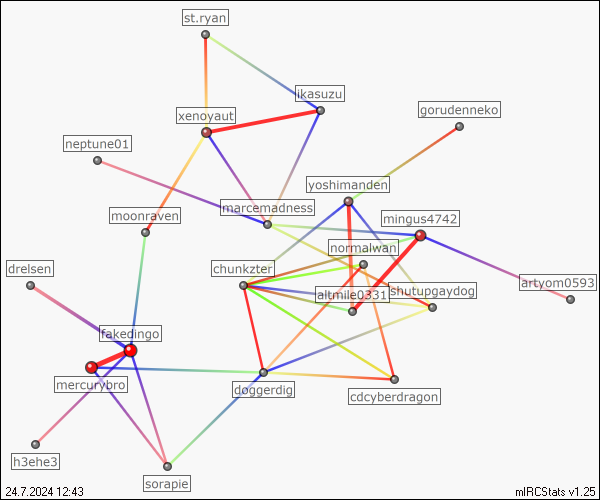 st.ryan
ikasuzu
xenoyaut
gorudenneko
neptune01
yoshimanden
marcemadness
moonraven
mingus4742
normalwan
drelsen
chunkzter
artyom0593
altmile0331
shutupgaydog
fakedingo
mercurybro
doggerdig
cdcyberdragon
h3ehe3
sorapie
24.7.2024 12:43
mIRCStats v1.25